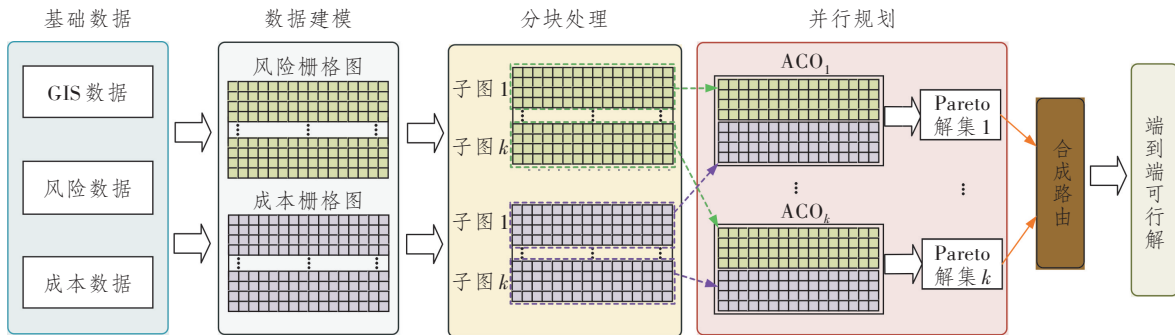 基础数据
数据建模
分块处理
并行规划
GIS数据
风险数据
成本数据
风险栅格图
成本栅格图
子图1
子图k
子图1
子图k
ACO1
Pareto
解集1
...
ACOk
Pareto
解集k
合成路由
端到端可行解